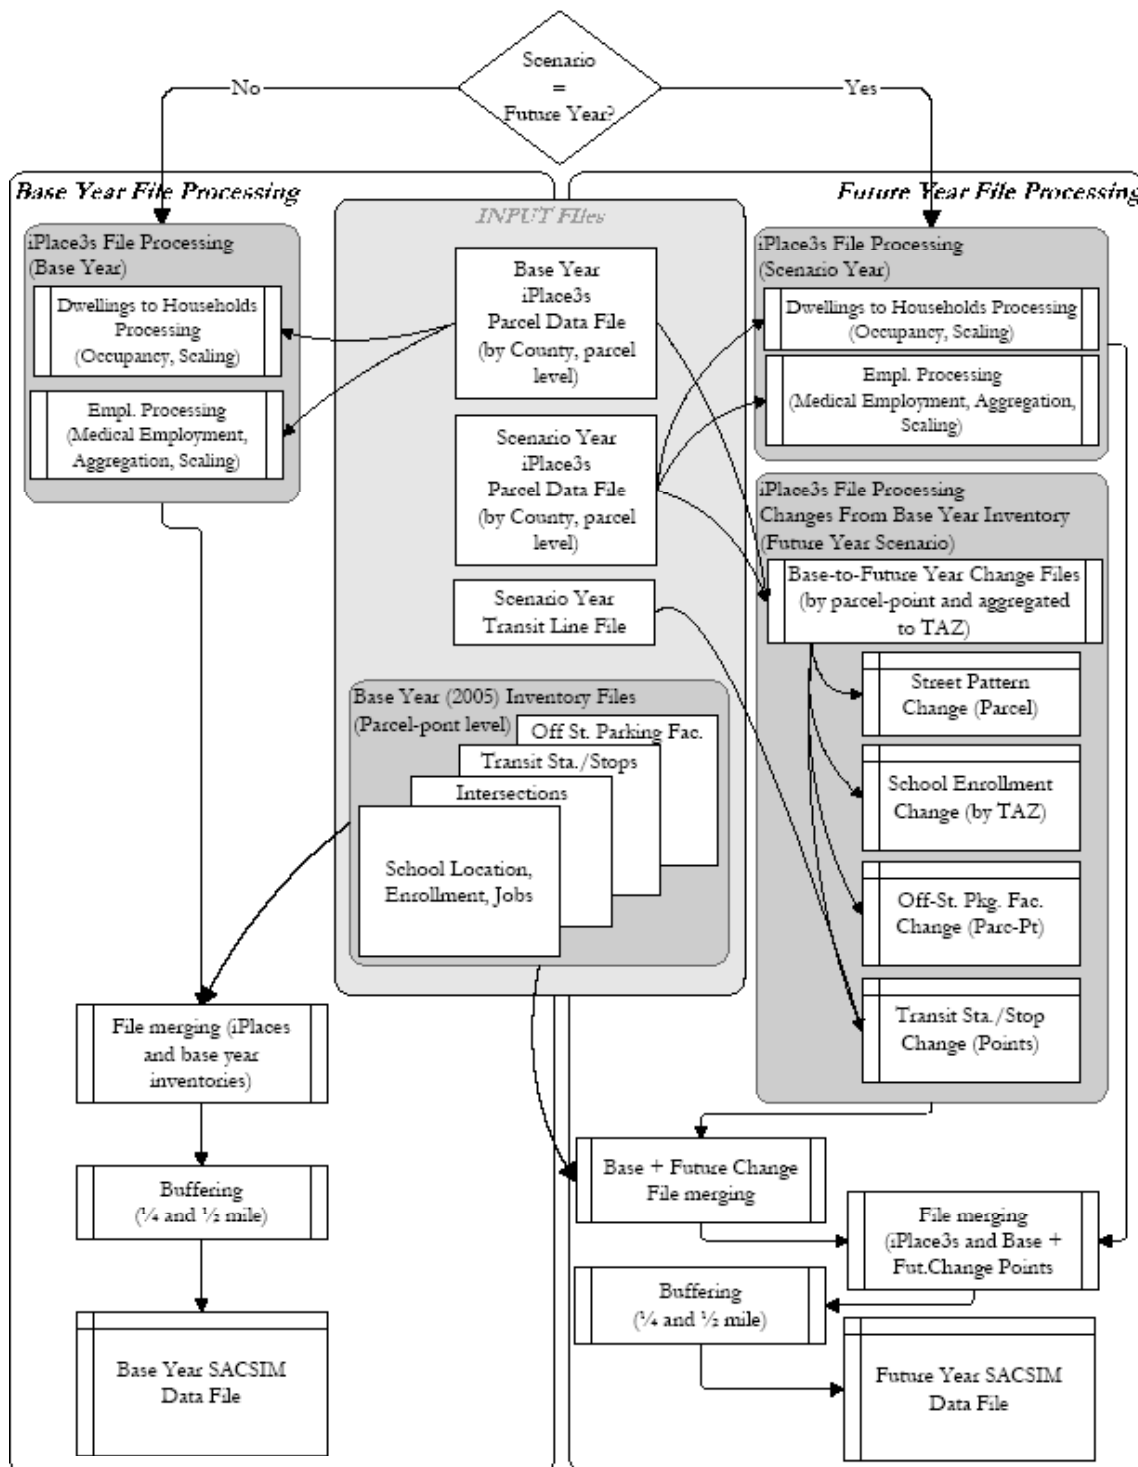 Scenario
=
Future Year?
No
Yes
Base Year File Processing
Future Year File Processing
INPUT Files
iPlace3s File Processing
(Base Year)
Dwellings to Households
Processing
(Occupancy, Scaling)
Empl. Processing
(Medical Employment,
Aggregation, Scaling)
Base Year
iPlace3s
Parcel Data File
(by County, parcel
level)
Scenario Year
iPlace3s
Parcel Data File
(by County, parcel
level)
Scenario Year
Transit Line File
Base Year (2005) Inventory Files
(Parcel-pont level)
Off St. Parking Fac.
Transit Sta./Stops
Intersections
School Location,
Enrollment, Jobs
iPlace3s File Processing
(Scenario Year)
Dwellings to Households Processing
(Occupancy, Scaling)
Empl. Processing
(Medical Employment, Aggregation,
Scaling)
iPlace3s File Processing
Changes From Base Year Inventory
(Future Year Scenario)
Base-to-Future Year Change Files
(by parcel-point and aggregated
to TAZ)
Street Pattern
Change (Parcel)
School Enrollment
Change (by TAZ)
Off-St. Pkg. Fac.
Change (Parc-Pt)
Transit Sta./Stop
Change (Points)
File merging (iPlaces
and base year
inventories)
Buffering
(¼ and ½ mile)
Base Year SACSIM
Data File
Base + Future Change
File merging
File merging
(iPlace3s and Base +
Fut.Change Points
Buffering
(¼ and ½ mile)
Future Year SACSIM
Data File